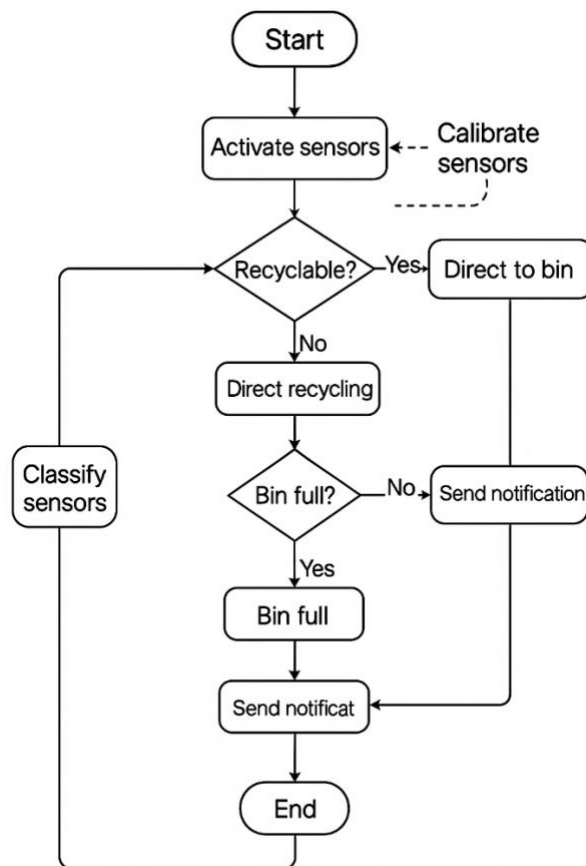 Start
Activate sensors
Calibrate
sensors
Recyclable?
Yes
Direct to bin
No
Direct recycling
Classify
sensors
Bin full?
No
Send notification
Yes
Bin full
Send notificat
End